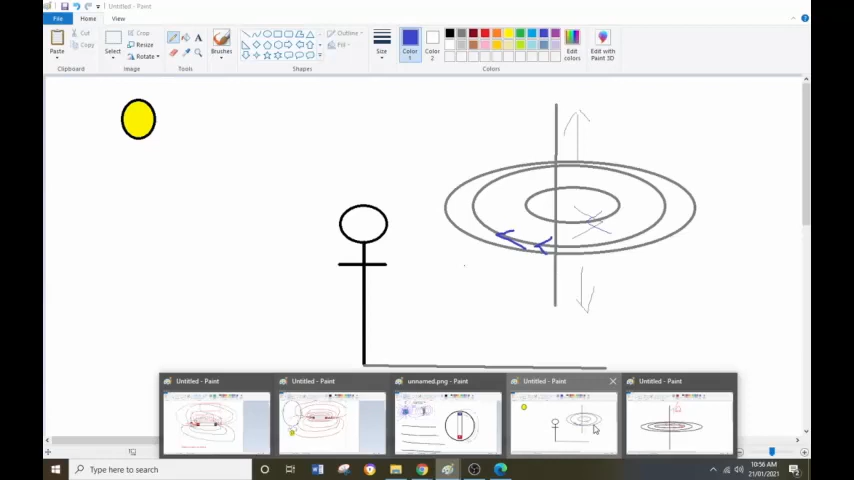 Untitled - Paint
File
Home
View
Paste
Cut
Copy
Clipboard
Select
Crop
Resize
Rotate
Image
Tools
Brushes
Shapes
Outline
Fill
Size
Color 1
Color 2
Colors
Edit colors
Edit with Paint 3D
Untitled - Paint
Untitled - Paint
unnamed.png - Paint
Untitled - Paint
Untitled - Paint
Type here to search
10:56 AM
21/01/2021